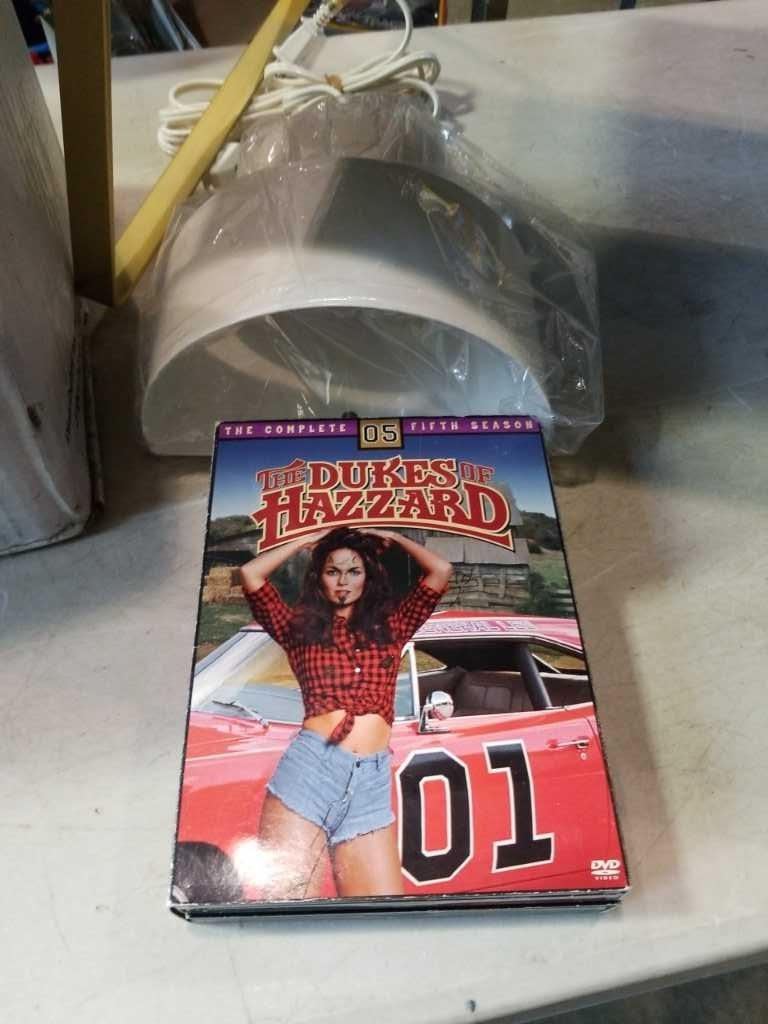 THE COMPLETE 05 FIFTH SEASON
THE DUKES OF
HAZZARD
01
DVD
VIDEO